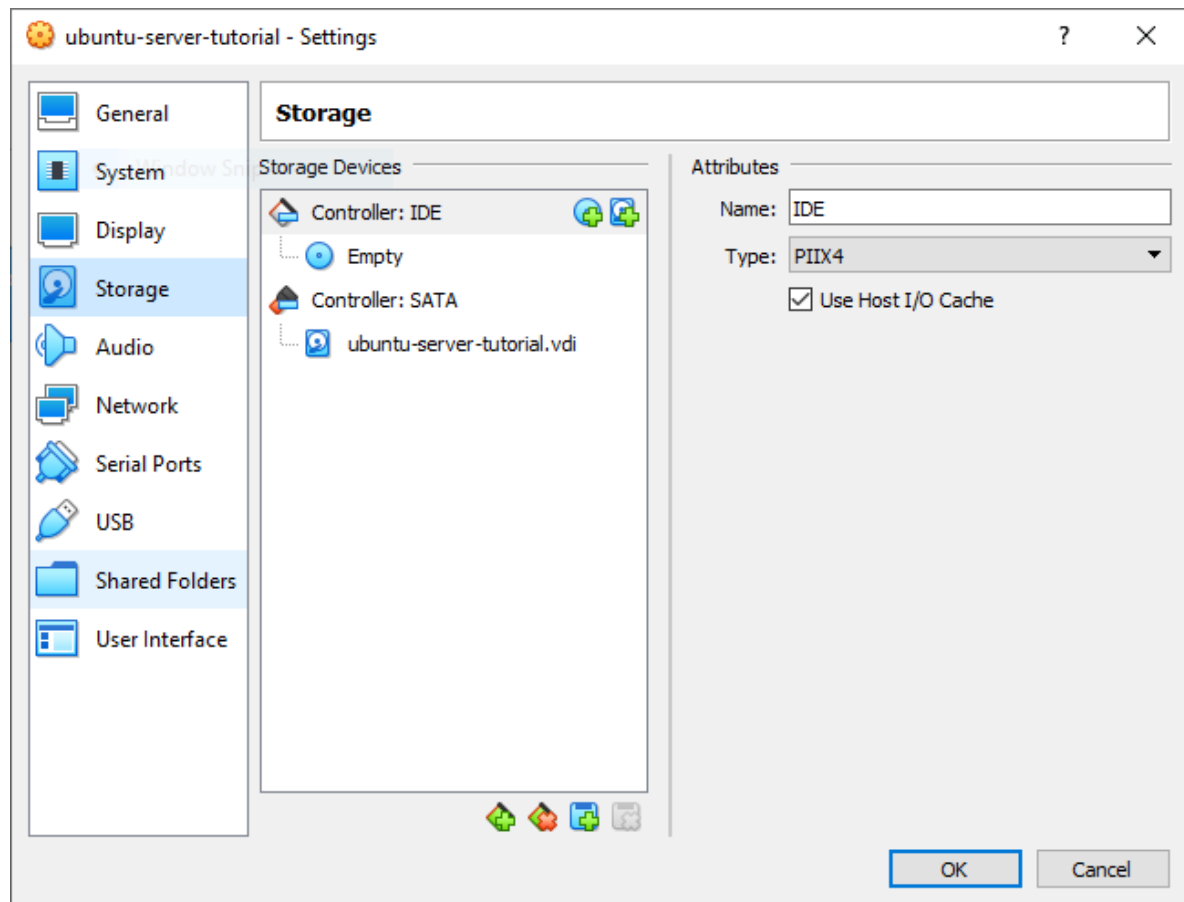 ubuntu-server-tutorial - Settings
?
General
System
Display
Storage
Audio
Network
Serial Ports
USB
Shared Folders
User Interface
Window Snip
Storage
Storage Devices
Controller: IDE
Empty
Controller: SATA
ubuntu-server-tutorial.vdi
Attributes
Name: IDE
Type: PIIX4
Use Host I/O Cache
OK
Cancel